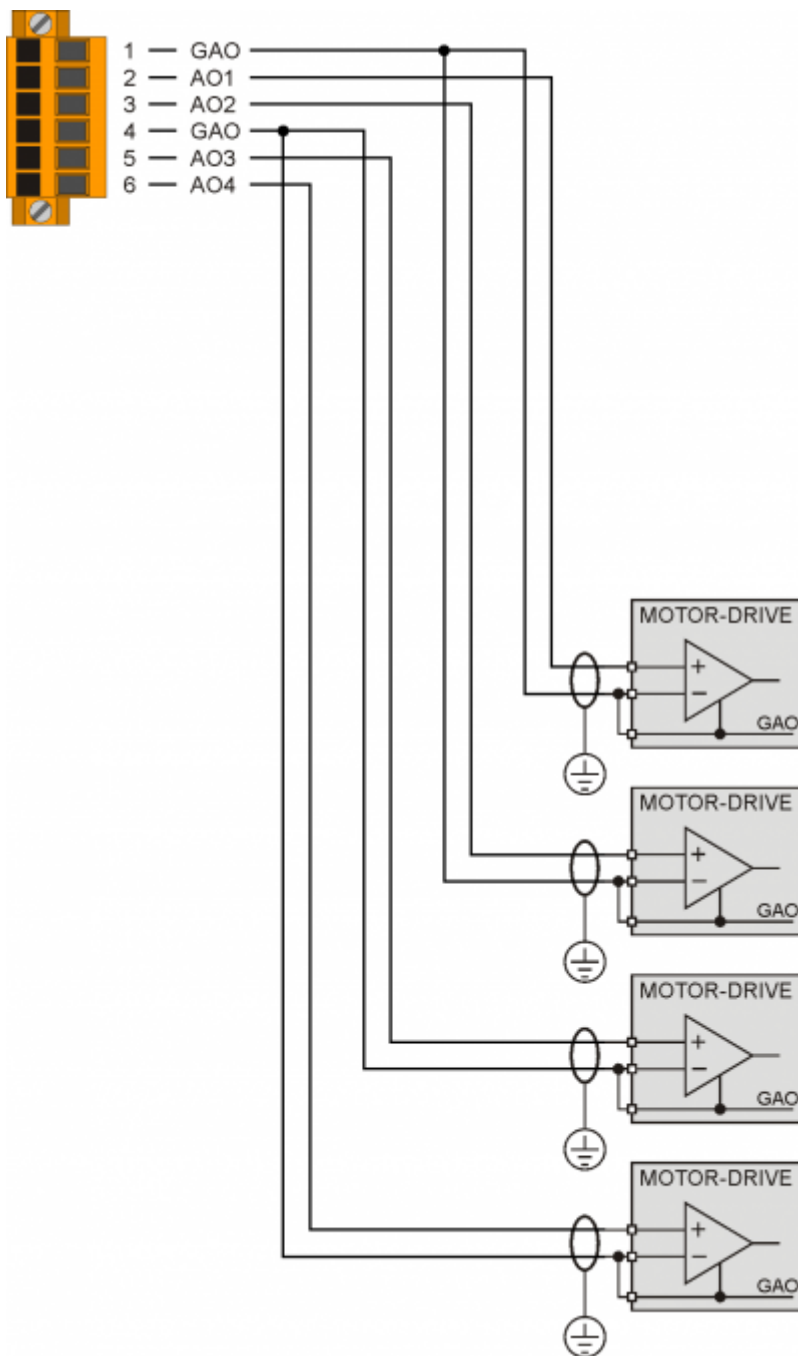 1 — GAO
2 — AO1
3 — AO2
4 — GAO
5 — AO3
6 — AO4
MOTOR-DRIVE
+
−
GAO
MOTOR-DRIVE
+
−
GAO
MOTOR-DRIVE
+
−
GAO
MOTOR-DRIVE
+
−
GAO